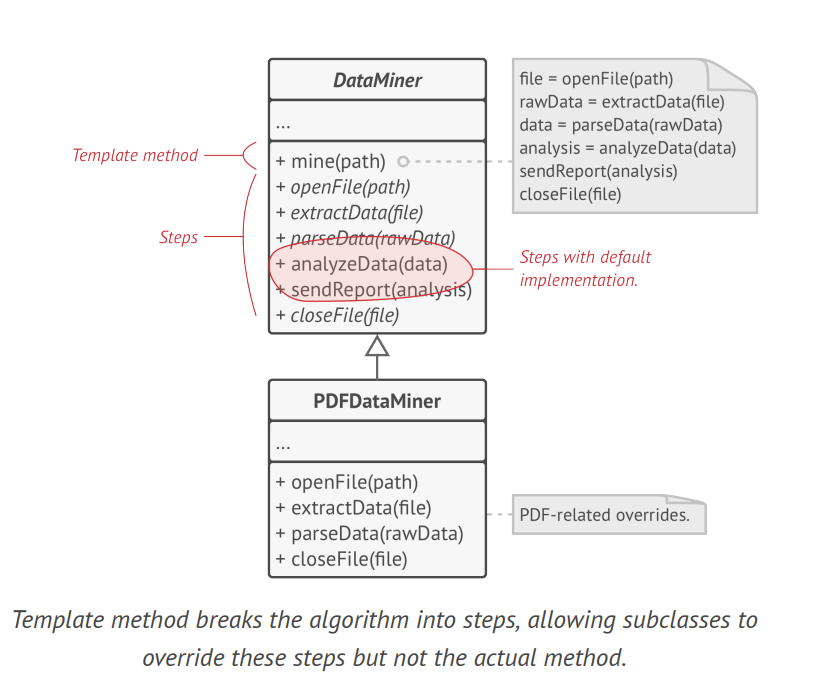 DataMiner
...
Template method
+ mine(path)
+ openFile(path)
+ extractData(file)
+ parseData(rawData)
+ analyzeData(data)
+ sendReport(analysis)
+ closeFile(file)
Steps
file = openFile(path)
rawData = extractData(file)
data = parseData(rawData)
analysis = analyzeData(data)
sendReport(analysis)
closeFile(file)
Steps with default
implementation.
PDFDataMiner
...
+ openFile(path)
+ extractData(file)
+ parseData(rawData)
+ closeFile(file)
PDF-related overrides.
Template method breaks the algorithm into steps, allowing subclasses to
override these steps but not the actual method.